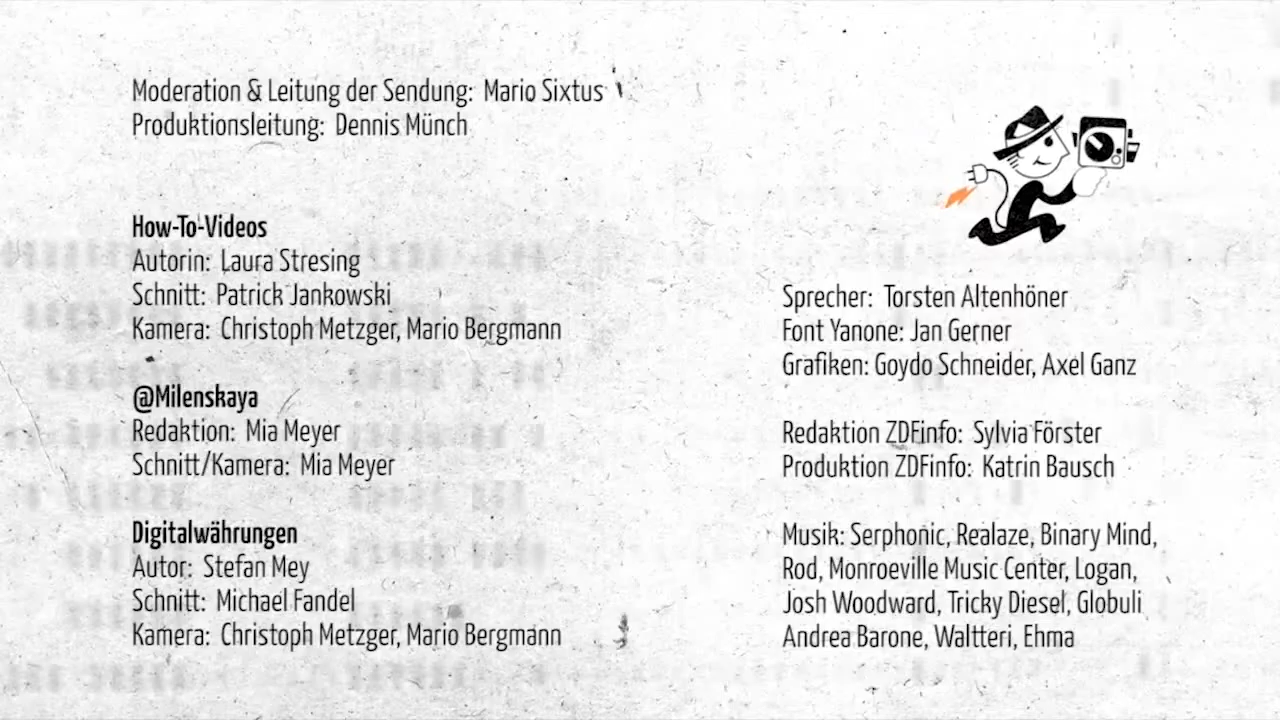 Moderation & Leitung der Sendung: Mario Sixtus
Produktionsleitung: Dennis Münch
How-To-Videos
Autorin: Laura Stresing
Schnitt: Patrick Jankowski
Kamera: Christoph Metzger, Mario Bergmann
@Milenskaya
Redaktion: Mia Meyer
Schnitt/Kamera: Mia Meyer
Digitalwährungen
Autor: Stefan Mey
Schnitt: Michael Fandel
Kamera: Christoph Metzger, Mario Bergmann
Sprecher: Torsten Altenhöner
Font Yanone: Jan Gerner
Grafiken: Goydo Schneider, Axel Ganz
Redaktion ZDFinfo: Sylvia Förster
Produktion ZDFinfo: Katrin Bausch
Musik: Serphonic, Realaze, Binary Mind,
Rod, Monroeville Music Center, Logan,
Josh Woodward, Tricky Diesel, Globuli
Andrea Barone, Waltteri, Ehma